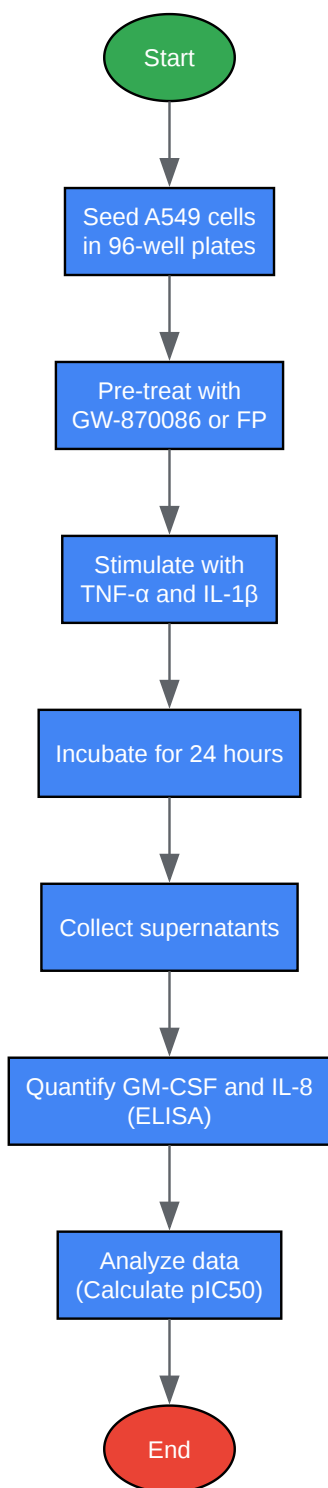 Start
Seed A549 cells
in 96-well plates
Pre-treat with
GW-870086 or FP
Stimulate with
TNF-α and IL-1β
Incubate for 24 hours
Collect supernatants
Quantify GM-CSF and IL-8
(ELISA)
Analyze data
(Calculate pIC50)
End